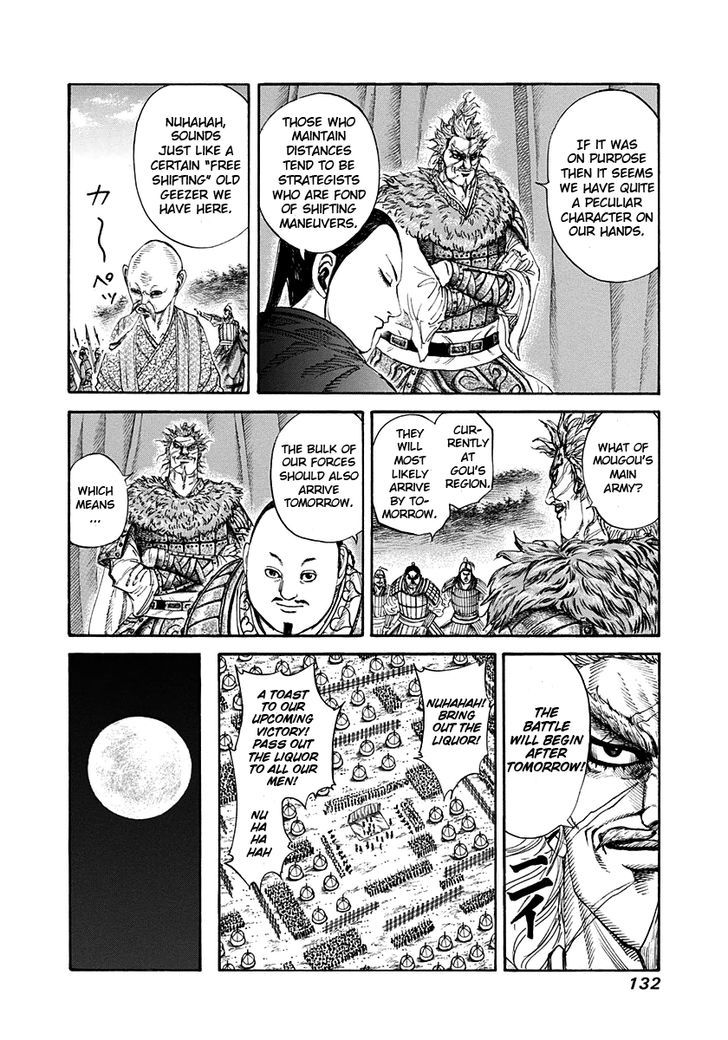 IF IT WAS
ON PURPOSE
THEN IT SEEMS
WE HAVE QUITE
A PECULIAR
CHARACTER ON
OUR HANDS.
THOSE WHO
MAINTAIN
DISTANCES
TEND TO BE
STRATEGISTS
WHO ARE FOND
OF SHIFTING
MANEUVERS.
NUHAHAH,
SOUNDS
JUST LIKE A
CERTAIN "FREE
SHIFTING" OLD
GEEZER WE
HAVE HERE.
カ〜〜ペッ
WHAT OF
MOUGOU'S
MAIN
ARMY?
CUR-
RENTLY
AT
GOU'S
REGION.
THEY
WILL
MOST
LIKELY
ARRIVE
BY TO-
MORROW.
THE BULK OF
OUR FORCES
SHOULD ALSO
ARRIVE
TOMORROW.
WHICH
MEANS
...
THE
BATTLE
WILL BEGIN
AFTER
TOMORROW!
ニイ
NUHAHAH!
BRING
OUT THE
LIQUOR!
A TOAST
TO OUR
UPCOMING
VICTORY!
PASS OUT
THE LIQUOR
TO ALL OUR
MEN!
NU
HA
HA
HAH
132